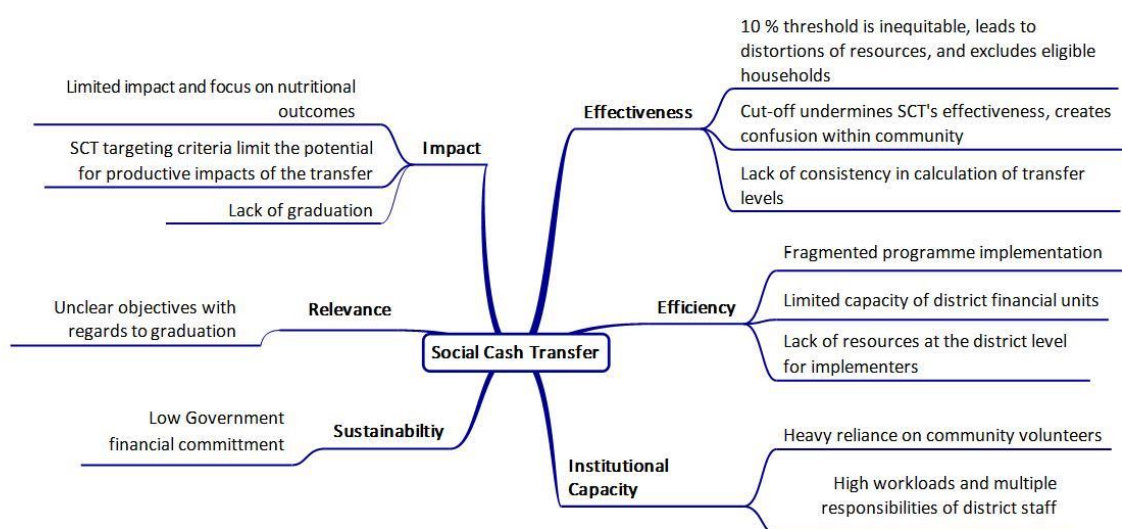 Social Cash Transfer
Impact
Limited impact and focus on nutritional
outcomes
SCT targeting criteria limit the potential
for productive impacts of the transfer
Lack of graduation
Relevance
Unclear objectives with
regards to graduation
Sustainabiltiy
Low Government
financial committment
Effectiveness
10 % threshold is inequitable, leads to
distortions of resources, and excludes eligible
households
Cut-off undermines SCT's effectiveness, creates
confusion within community
Lack of consistency in calculation of transfer
levels
Efficiency
Fragmented programme implementation
Limited capacity of district financial units
Lack of resources at the district level
for implementers
Institutional
Capacity
Heavy reliance on community volunteers
High workloads and multiple
responsibilities of district staff